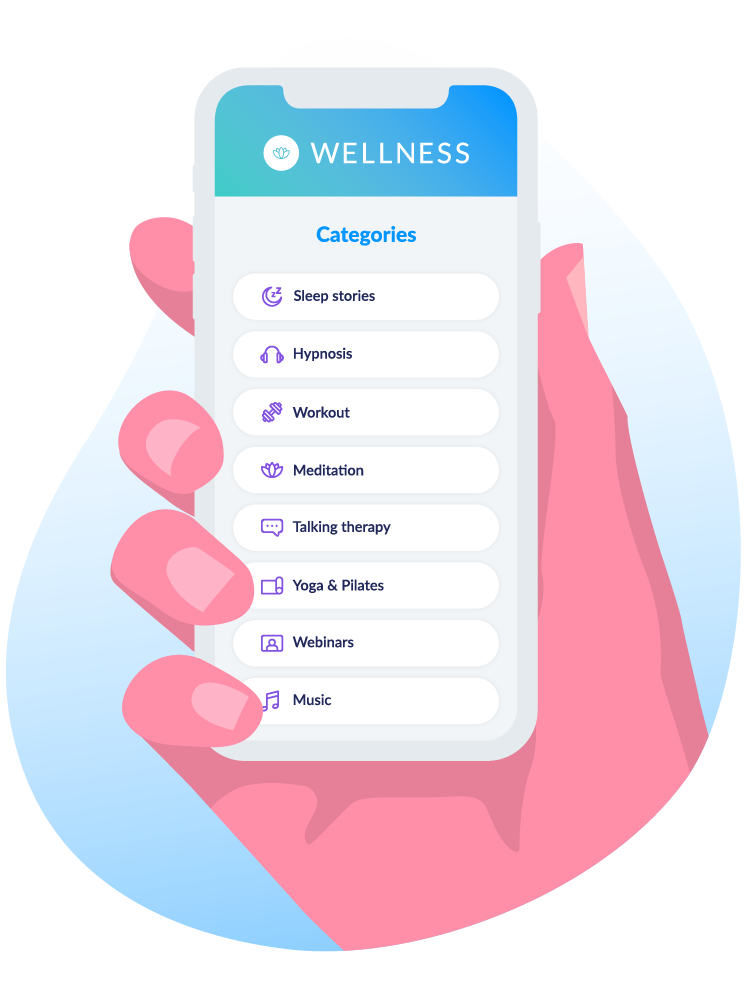 WELLNESS
Categories
Sleep stories
Hypnosis
Workout
Meditation
Talking therapy
Yoga & Pilates
Webinars
Music